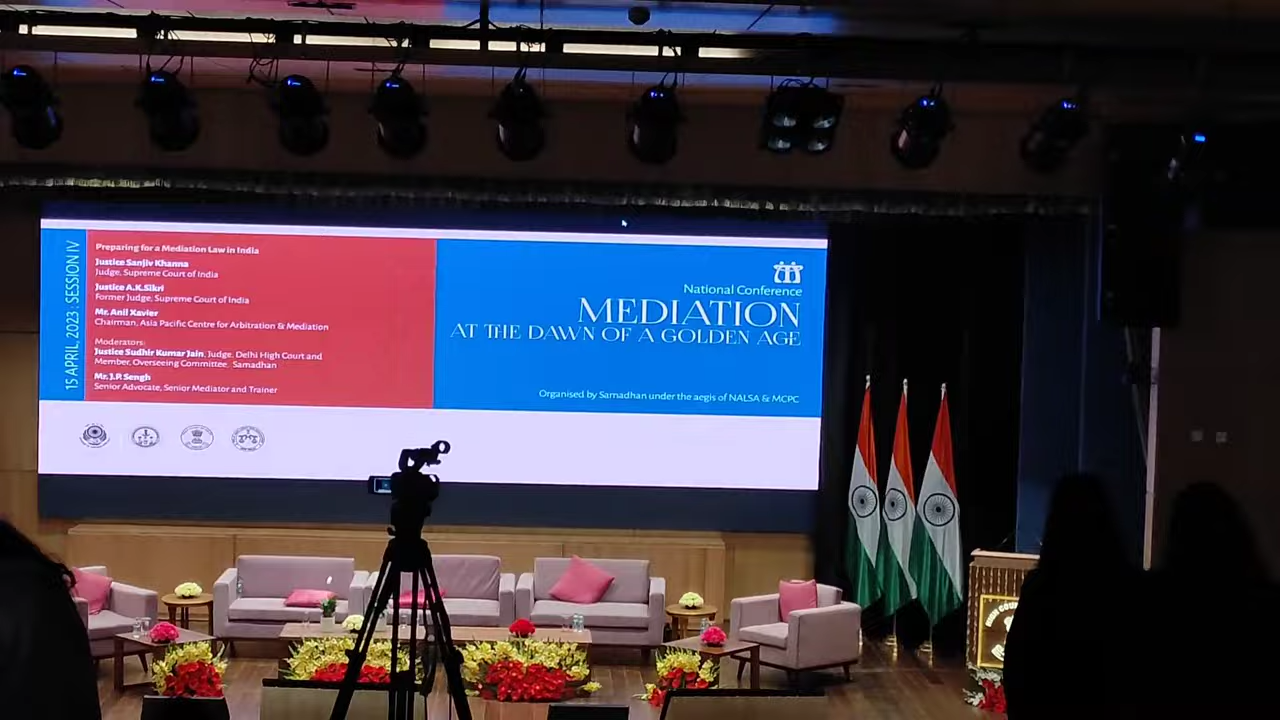 15 APRIL, 2023: SESSION IV
Preparing for a Mediation Law in India
Justice Sanjiv Khanna
Judge, Supreme Court of India
Justice A.K.Sikri
Former Judge, Supreme Court of India
Mr. Anil Xavier
Chairman, Asia Pacific Centre for Arbitration & Mediation
Moderators:
Justice Sudhir Kumar Jain, Judge, Delhi High Court and
Member, Overseeing Committee, Samadhan
Mr. J.P. Sengh
Senior Advocate, Senior Mediator and Trainer
National Conference
MEDIATION
AT THE DAWN OF A GOLDEN AGE
Organised by Samadhan under the aegis of NALSA & MCPC